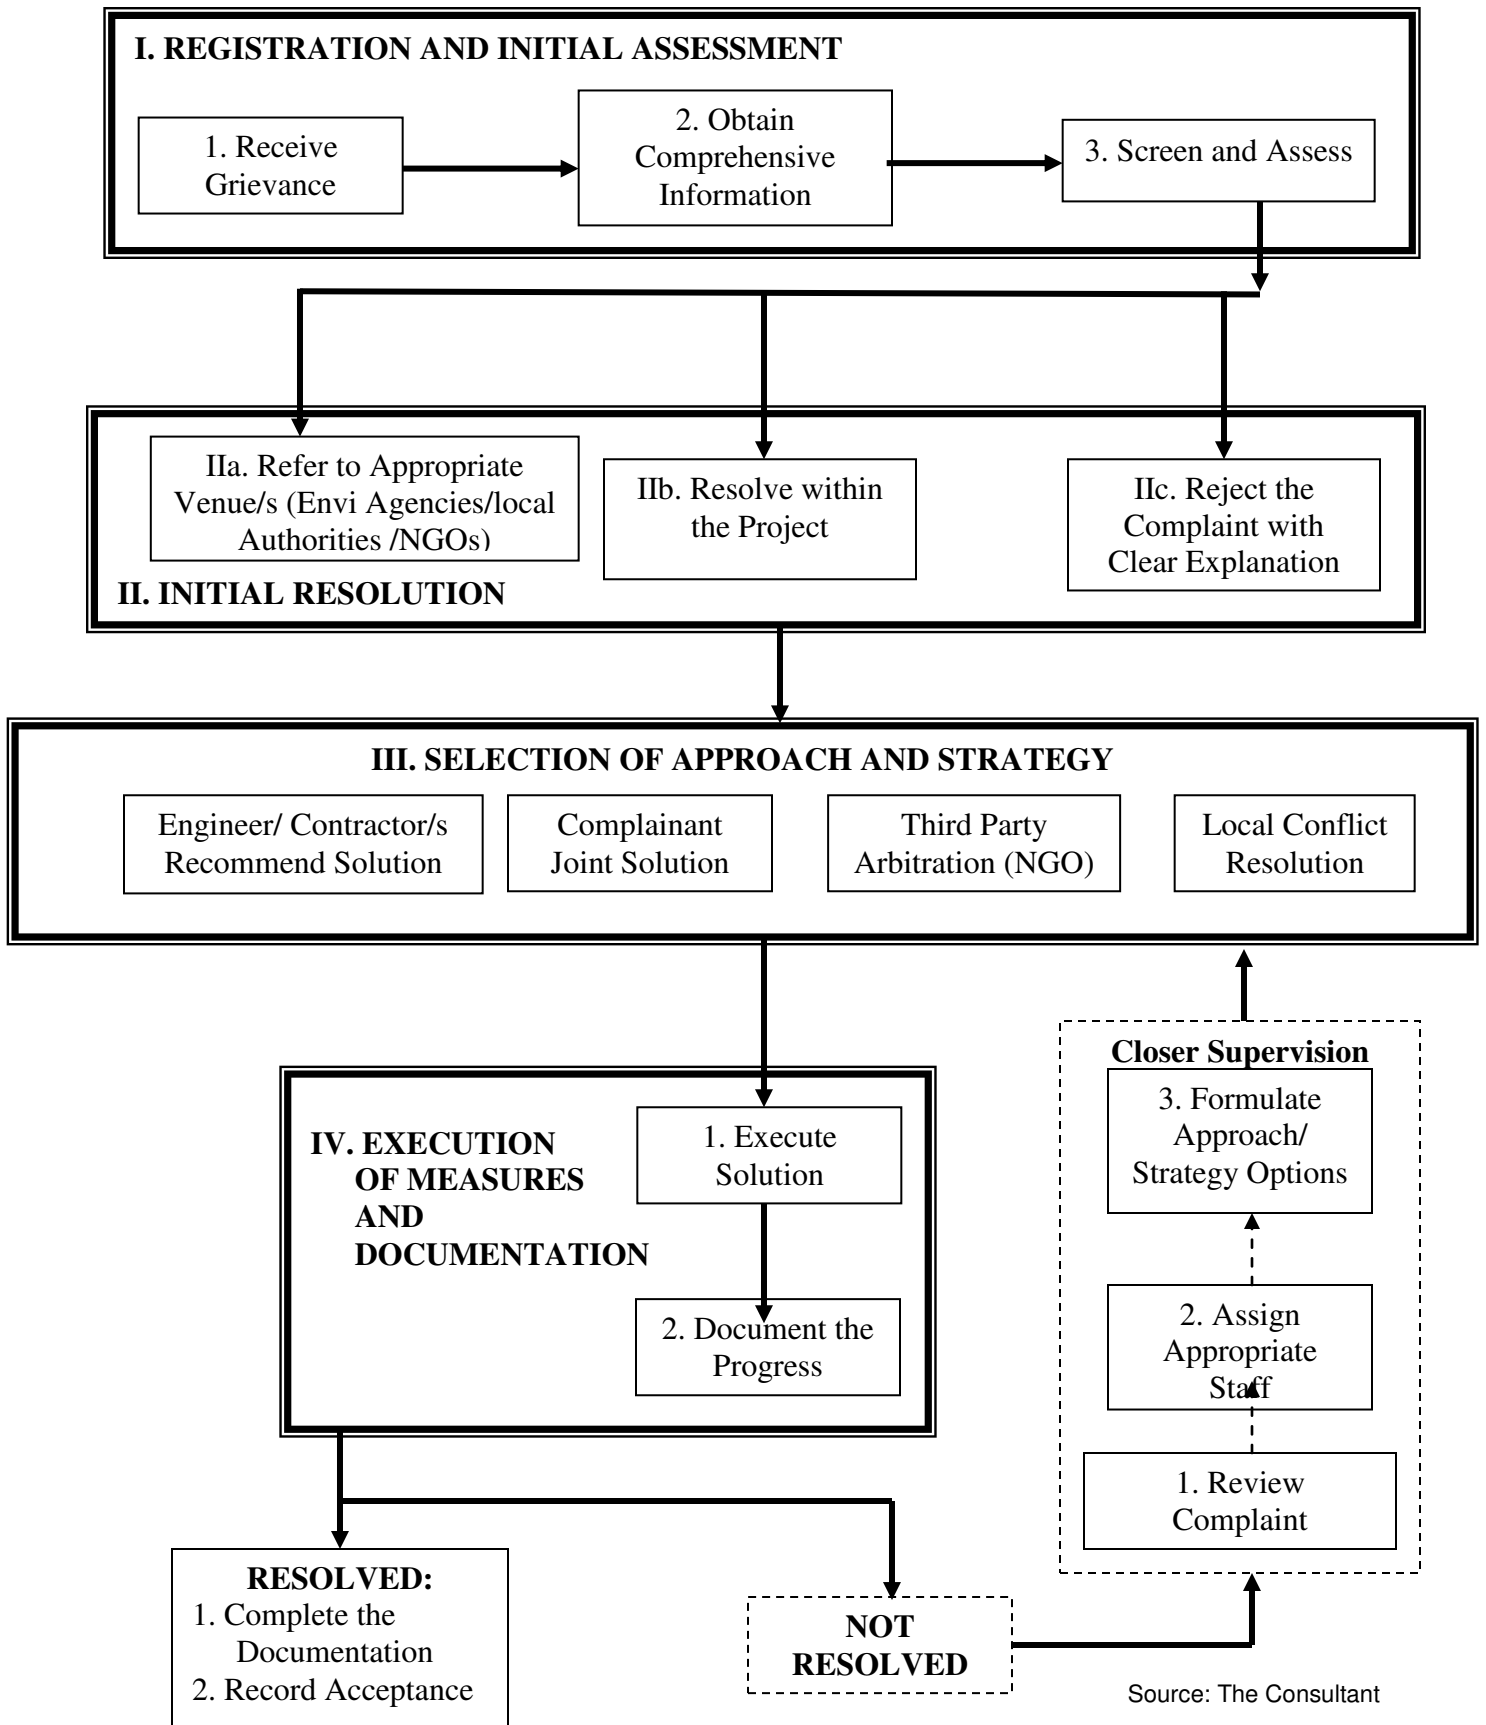 I. REGISTRATION AND INITIAL ASSESSMENT
1. Receive
Grievance
2. Obtain
Comprehensive
Information
3. Screen and Assess
IIa. Refer to Appropriate
Venue/s (Envi Agencies/local
Authorities /NGOs)
IIb. Resolve within
the Project
IIc. Reject the
Complaint with
Clear Explanation
II. INITIAL RESOLUTION
III. SELECTION OF APPROACH AND STRATEGY
Engineer/ Contractor/s
Recommend Solution
Complainant
Joint Solution
Third Party
Arbitration (NGO)
Local Conflict
Resolution
IV. EXECUTION
OF MEASURES
AND
DOCUMENTATION
1. Execute
Solution
2. Document the
Progress
Closer Supervision
3. Formulate
Approach/
Strategy Options
2. Assign
Appropriate
Staff
1. Review
Complaint
RESOLVED:
1. Complete the
Documentation
2. Record Acceptance
NOT
RESOLVED
Source: The Consultant